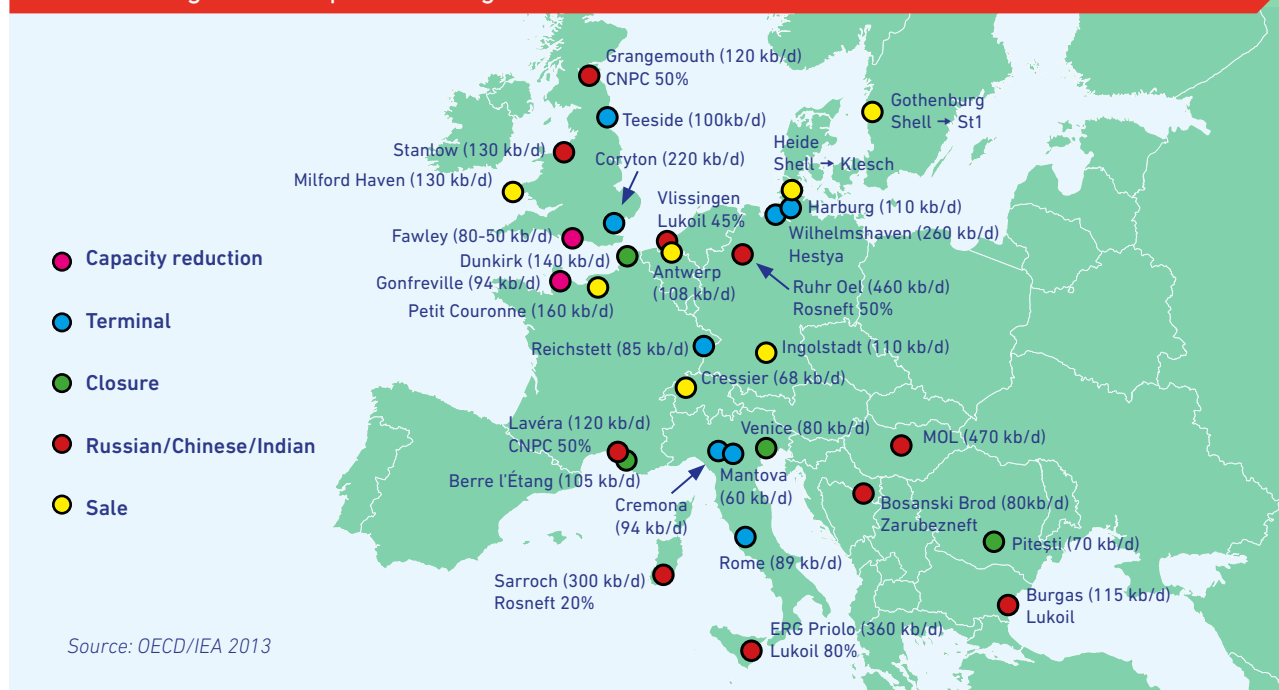 Grangemouth (120 kb/d)
CNPC 50%
Teeside (100kb/d)
Gothenburg
Shell → St1
Stanlow (130 kb/d)
Coryton (220 kb/d)
Heide
Shell → Klesch
Milford Haven (130 kb/d)
Vlissingen
Lukoil 45%
Harburg (110 kb/d)
Fawley (80–50 kb/d)
Wilhelmshaven (260 kb/d)
Hestya
Dunkirk (140 kb/d)
Antwerp
(108 kb/d)
Gonfreville (94 kb/d)
Ruhr Oel (460 kb/d)
Rosneft 50%
Petit Couronne (160 kb/d)
Reichstett (85 kb/d)
Ingolstadt (110 kb/d)
Cressier (68 kb/d)
Lavéra (120 kb/d)
CNPC 50%
Venice (80 kb/d)
MOL (470 kb/d)
Berre l'Étang (105 kb/d)
Mantova
(60 kb/d)
Cremona
(94 kb/d)
Bosanski Brod (80kb/d)
Zarubezneft
Piteşti (70 kb/d)
Rome (89 kb/d)
Sarroch (300 kb/d)
Rosneft 20%
Burgas (115 kb/d)
Lukoil
ERG Priolo (360 kb/d)
Lukoil 80%
Capacity reduction
Terminal
Closure
Russian/Chinese/Indian
Sale
Source: OECD/IEA 2013